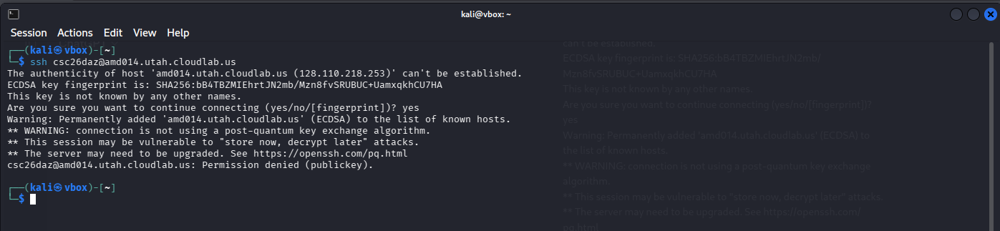 kali@vbox: ~
Session Actions Edit View Help
┌──(kali㉿vbox)-[~]
└─$ ssh csc26daz@amd014.utah.cloudlab.us
The authenticity of host 'amd014.utah.cloudlab.us (128.110.218.253)' can't be established.
ECDSA key fingerprint is: SHA256:bB4TBZMIEhrtJN2mb/Mzn8fvSRUBUC+UamxqkhCU7HA
This key is not known by any other names.
Are you sure you want to continue connecting (yes/no/[fingerprint])? yes
Warning: Permanently added 'amd014.utah.cloudlab.us' (ECDSA) to the list of known hosts.
** WARNING: connection is not using a post-quantum key exchange algorithm.
** This session may be vulnerable to "store now, decrypt later" attacks.
** The server may need to be upgraded. See https://openssh.com/pq.html
csc26daz@amd014.utah.cloudlab.us: Permission denied (publickey).
┌──(kali㉿vbox)-[~]
└─$
can't be established.
ECDSA key fingerprint is: SHA256:bB4TBZMIEhrtJN2mb/
Mzn8fvSRUBUC+UamxqkhCU7HA
This key is not known by any other names
Are you sure you want to continue connecting (yes/no/[fingerprint])?
yes
Warning: Permanently added 'amd014.utah.cloudlab.us' (ECDSA) to
the list of known hosts.
** WARNING: connection is not using a post-quantum key exchange
algorithm.
** This session may be vulnerable to "store now, decrypt later" attacks.
** The server may need to be upgraded. See https://openssh.com/
pq.html